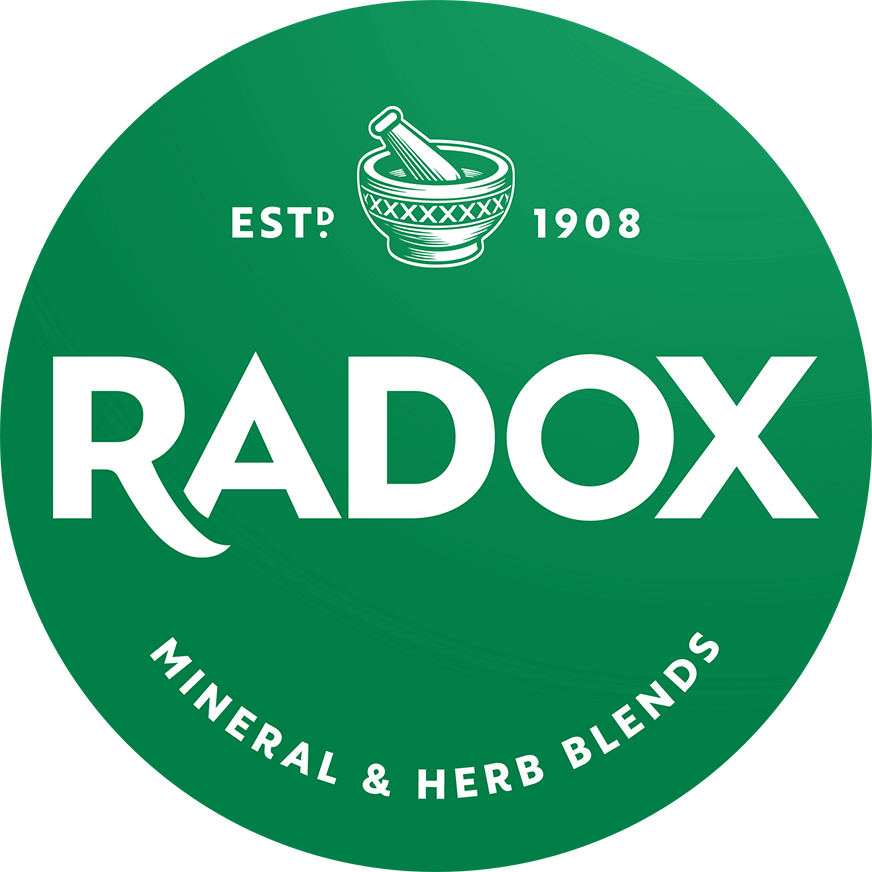 ESTD. 1908
RADOX
MINERAL & HERB BLENDS